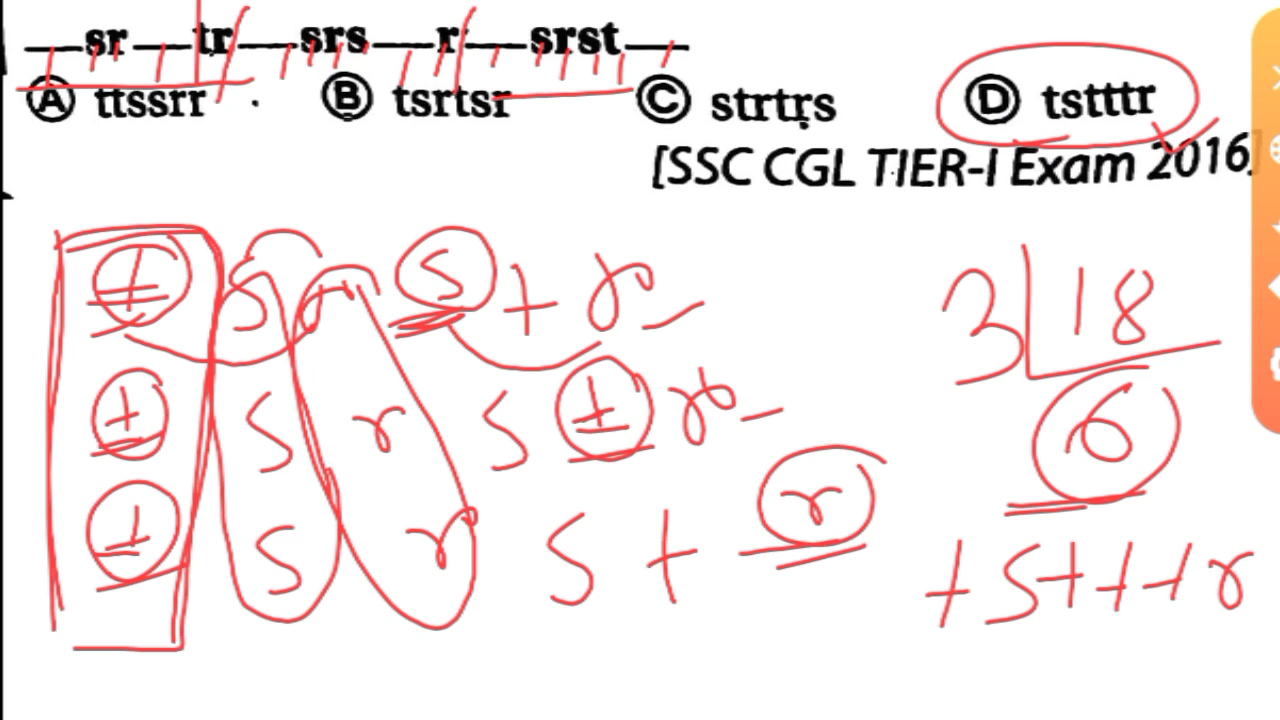 __sr__tr__srs__r__srst__
Ⓐ ttssrr Ⓑ tsrtsr Ⓒ strtrs Ⓓ tstttr
[SSC CGL TIER-I Exam 2016]
t s r s t r 3 18
t s r s t r 6
t s r s t r tstttr